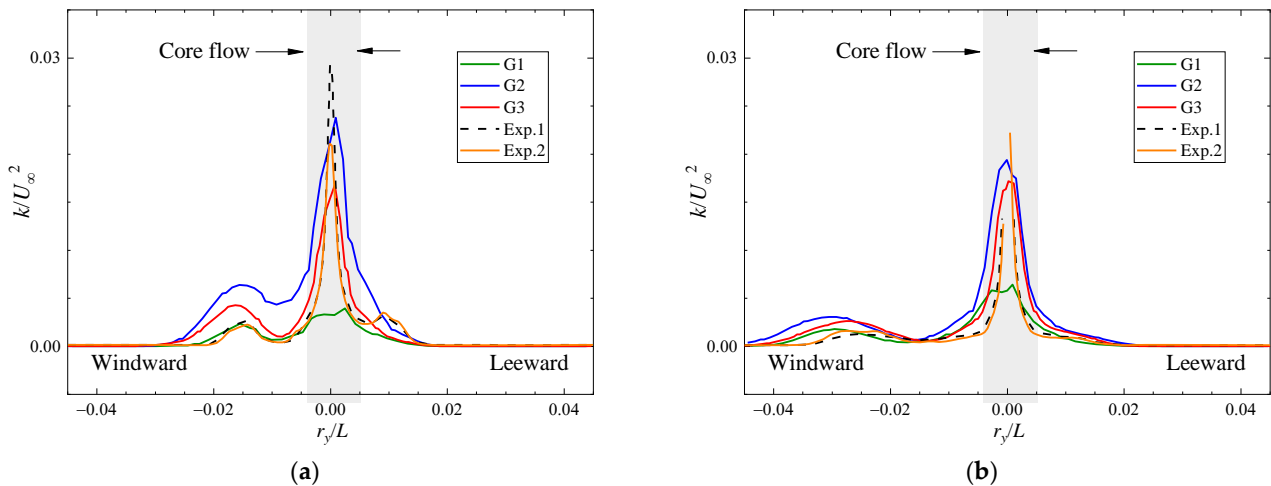 Core flow
G1
G2
G3
Exp.1
Exp.2
0.03
0.00
k/U∞²
Windward
Leeward
−0.04
−0.02
0.00
0.02
0.04
r_y/L
(a)
Core flow
G1
G2
G3
Exp.1
Exp.2
0.03
0.00
k/U∞²
Windward
Leeward
−0.04
−0.02
0.00
0.02
0.04
r_y/L
(b)